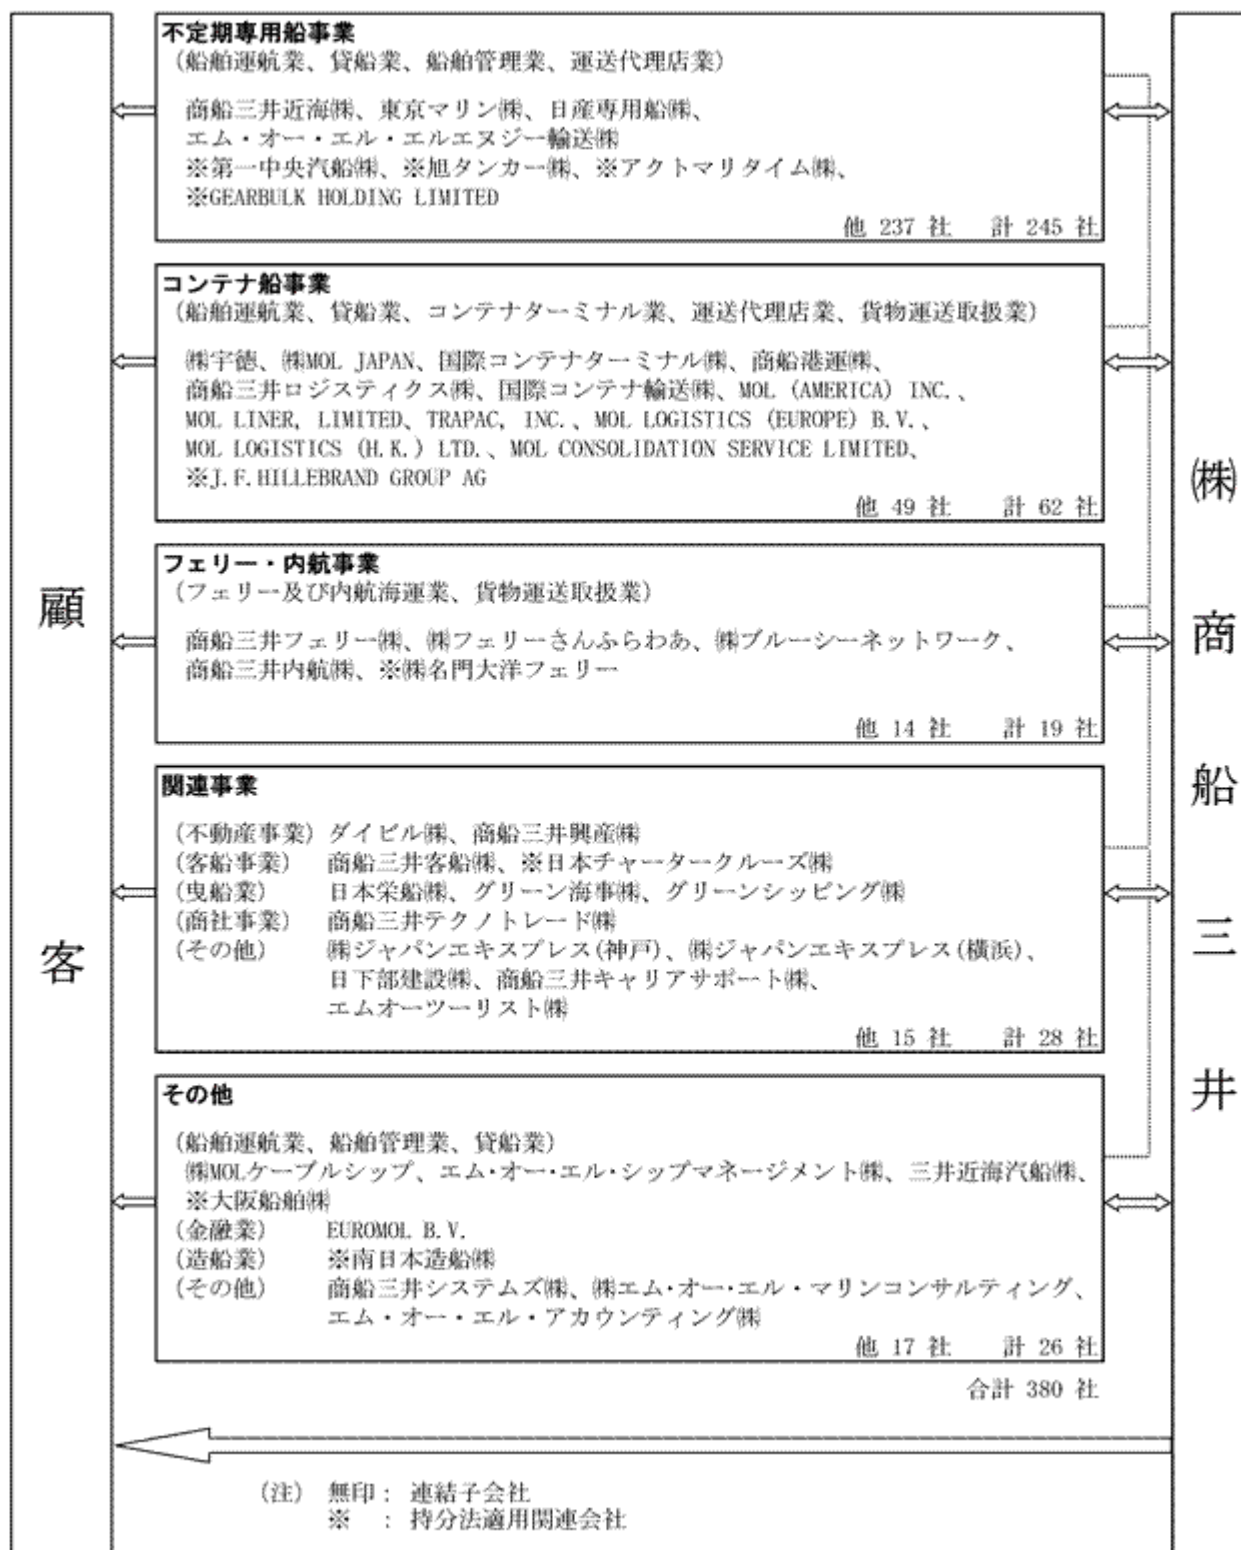 不定期専用船事業
(船舶運航業、貸船業、船舶管理業、運送代理店業)
商船三井近海㈱、東京マリン㈱、日産専用船㈱、
エム・オー・エル・エルエヌジー輸送㈱
※第一中央汽船㈱、※旭タンカー㈱、※アクトマリタイム㈱、
※GEARBULK HOLDING LIMITED
他 237 社 計 245 社
コンテナ船事業
(船舶運航業、貸船業、コンテナターミナル業、運送代理店業、貨物運送取扱業)
㈱宇徳、㈱MOL JAPAN、国際コンテナターミナル㈱、商船港運㈱、
商船三井ロジスティクス㈱、国際コンテナ輸送㈱、MOL (AMERICA) INC.、
MOL LINER, LIMITED、TRAPAC, INC.、MOL LOGISTICS (EUROPE) B.V.、
MOL LOGISTICS (H.K.) LTD.、MOL CONSOLIDATION SERVICE LIMITED、
※J.F.HILLEBRAND GROUP AG
他 49 社 計 62 社
フェリー・内航事業
(フェリー及び内航海運業、貨物運送取扱業)
商船三井フェリー㈱、㈱フェリーさんふらわあ、㈱ブルーシーネットワーク、
商船三井内航㈱、※㈱名門大洋フェリー
他 14 社 計 19 社
関連事業
(不動産事業) ダイビル㈱、商船三井興産㈱
(客船事業) 商船三井客船㈱、※日本チャータークルーズ㈱
(曳船業) 日本栄船㈱、グリーン海事㈱、グリーンシッピング㈱
(商社事業) 商船三井テクノトレード㈱
(その他) ㈱ジャパンエキスプレス(神戸)、㈱ジャパンエキスプレス(横浜)、
日下部建設㈱、商船三井キャリアサポート㈱、
エムオーツーリスト㈱
他 15 社 計 28 社
その他
(船舶運航業、船舶管理業、貸船業)
㈱MOLケーブルシップ、エム・オー・エル・シップマネージメント㈱、三井近海汽船㈱、
※大阪船舶㈱
(金融業) EUROMOL B.V.
(造船業) ※南日本造船㈱
(その他) 商船三井システムズ㈱、㈱エム・オー・エル・マリンコンサルティング、
エム・オー・エル・アカウンティング㈱
他 17 社 計 26 社
合計 380 社
顧客
㈱商船三井
(注) 無印: 連結子会社
※ : 持分法適用関連会社